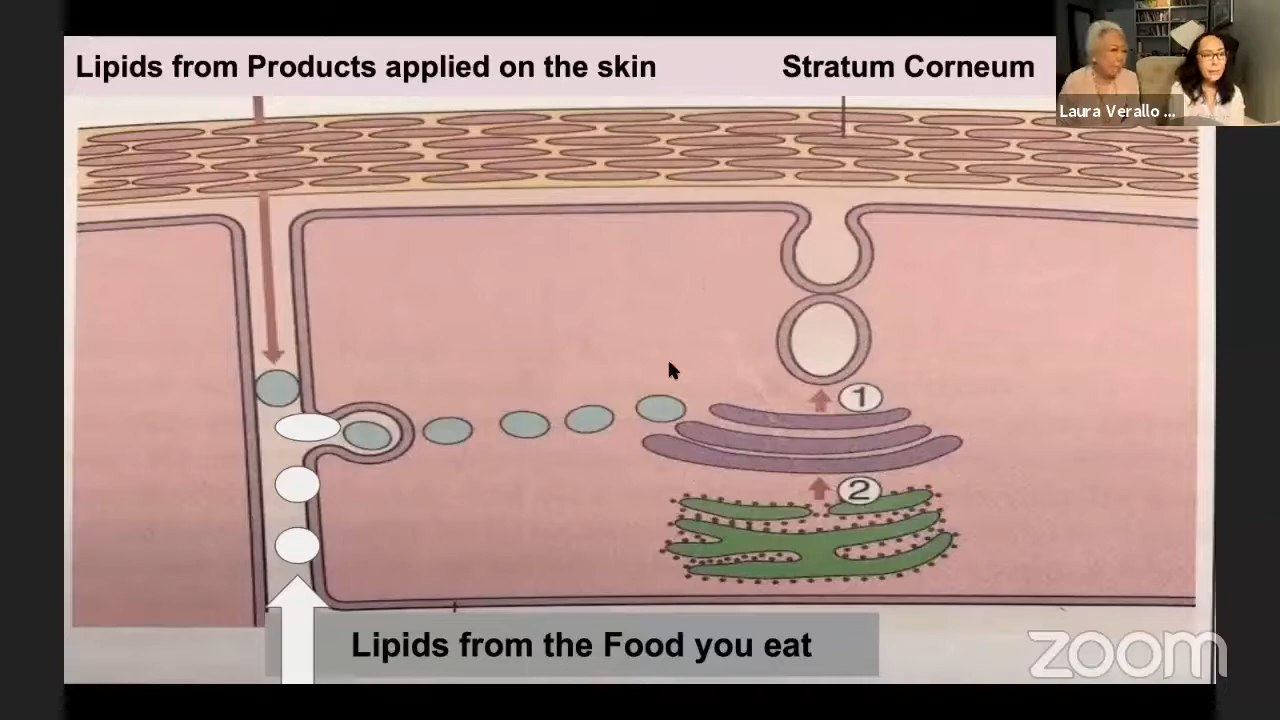 Lipids from Products applied on the skin
Stratum Corneum
Laura Verallo ...
1
2
Lipids from the Food you eat
zoom